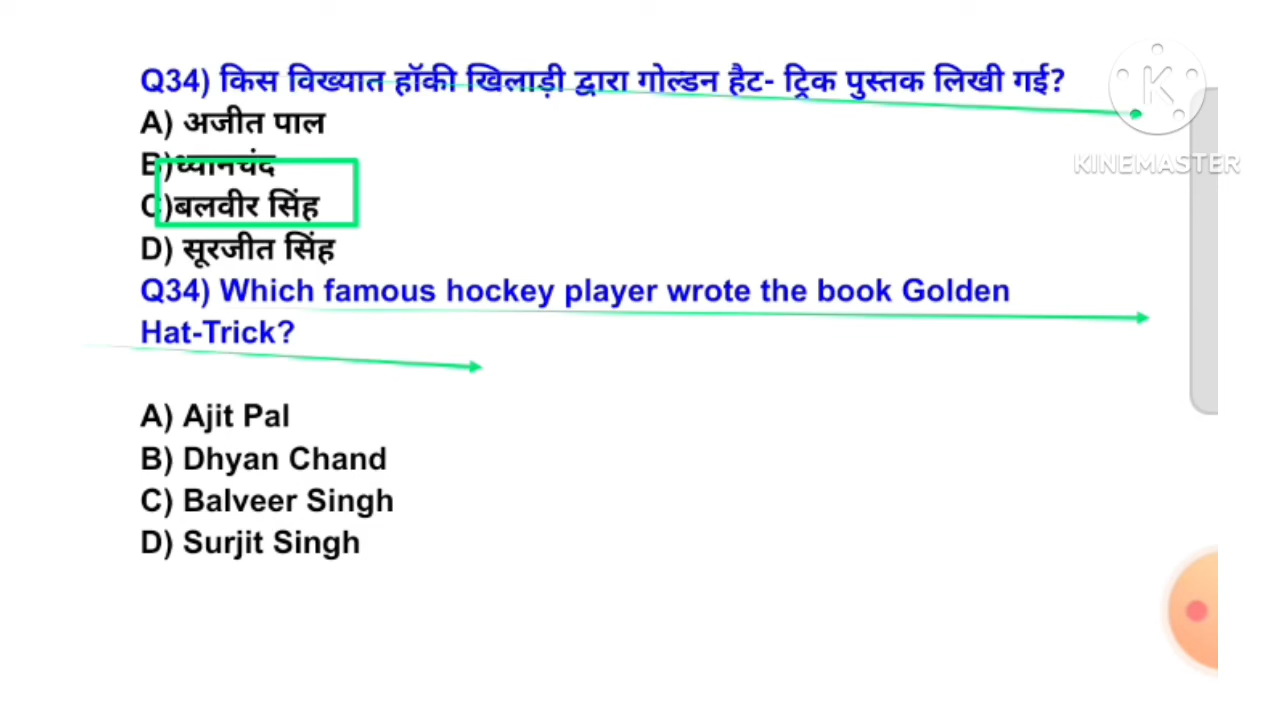 Q34) किस विख्यात हॉकी खिलाड़ी द्वारा गोल्डन हैट- ट्रिक पुस्तक लिखी गई?
A) अजीत पाल
B)ध्यानचंद
C)बलवीर सिंह
D) सूरजीत सिंह
Q34) Which famous hockey player wrote the book Golden
Hat-Trick?
A) Ajit Pal
B) Dhyan Chand
C) Balveer Singh
D) Surjit Singh
K
KINEMASTER